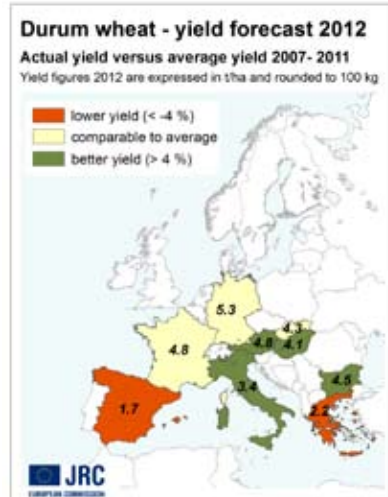 Durum wheat - yield forecast 2012
Actual yield versus average yield 2007- 2011
Yield figures 2012 are expressed in t/ha and rounded to 100 kg
lower yield (< -4 %)
comparable to average
better yield (> 4 %)
5.3
4.3
4.8
4.8
4.1
3.4
4.5
1.7
2.2
JRC
EUROPEAN COMMISSION